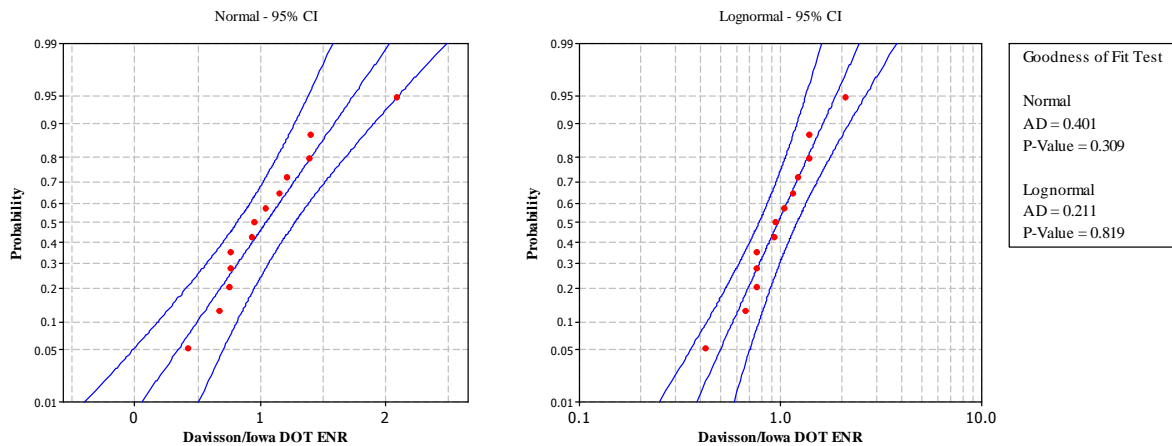 Normal - 95% CI
Probability
0.99
0.95
0.9
0.8
0.7
0.6
0.5
0.4
0.3
0.2
0.1
0.05
0.01
0
1
2
Davisson/Iowa DOT ENR
Lognormal - 95% CI
Probability
0.99
0.95
0.9
0.8
0.7
0.6
0.5
0.4
0.3
0.2
0.1
0.05
0.01
0.1
1.0
10.0
Davisson/Iowa DOT ENR
Goodness of Fit Test
Normal
AD = 0.401
P-Value = 0.309
Lognormal
AD = 0.211
P-Value = 0.819